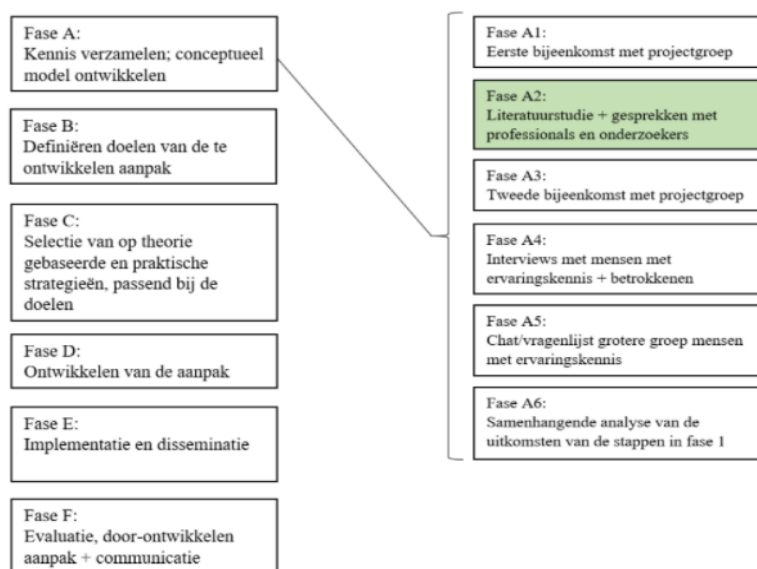 Fase A:
Kennis verzamelen; conceptueel
model ontwikkelen
Fase B:
Definiëren doelen van de te
ontwikkelen aanpak
Fase C:
Selectie van op theorie
gebaseerde en praktische
strategieën, passend bij de
doelen
Fase D:
Ontwikkelen van de aanpak
Fase E:
Implementatie en disseminatie
Fase F:
Evaluatie, door-ontwikkelen
aanpak + communicatie
Fase A1:
Eerste bijeenkomst met projectgroep
Fase A2:
Literatuurstudie + gesprekken met
professionals en onderzoekers
Fase A3:
Tweede bijeenkomst met projectgroep
Fase A4:
Interviews met mensen met
ervaringskennis + betrokkenen
Fase A5:
Chat/vragenlijst grotere groep mensen
met ervaringskennis
Fase A6:
Samenhangende analyse van de
uitkomsten van de stappen in fase 1